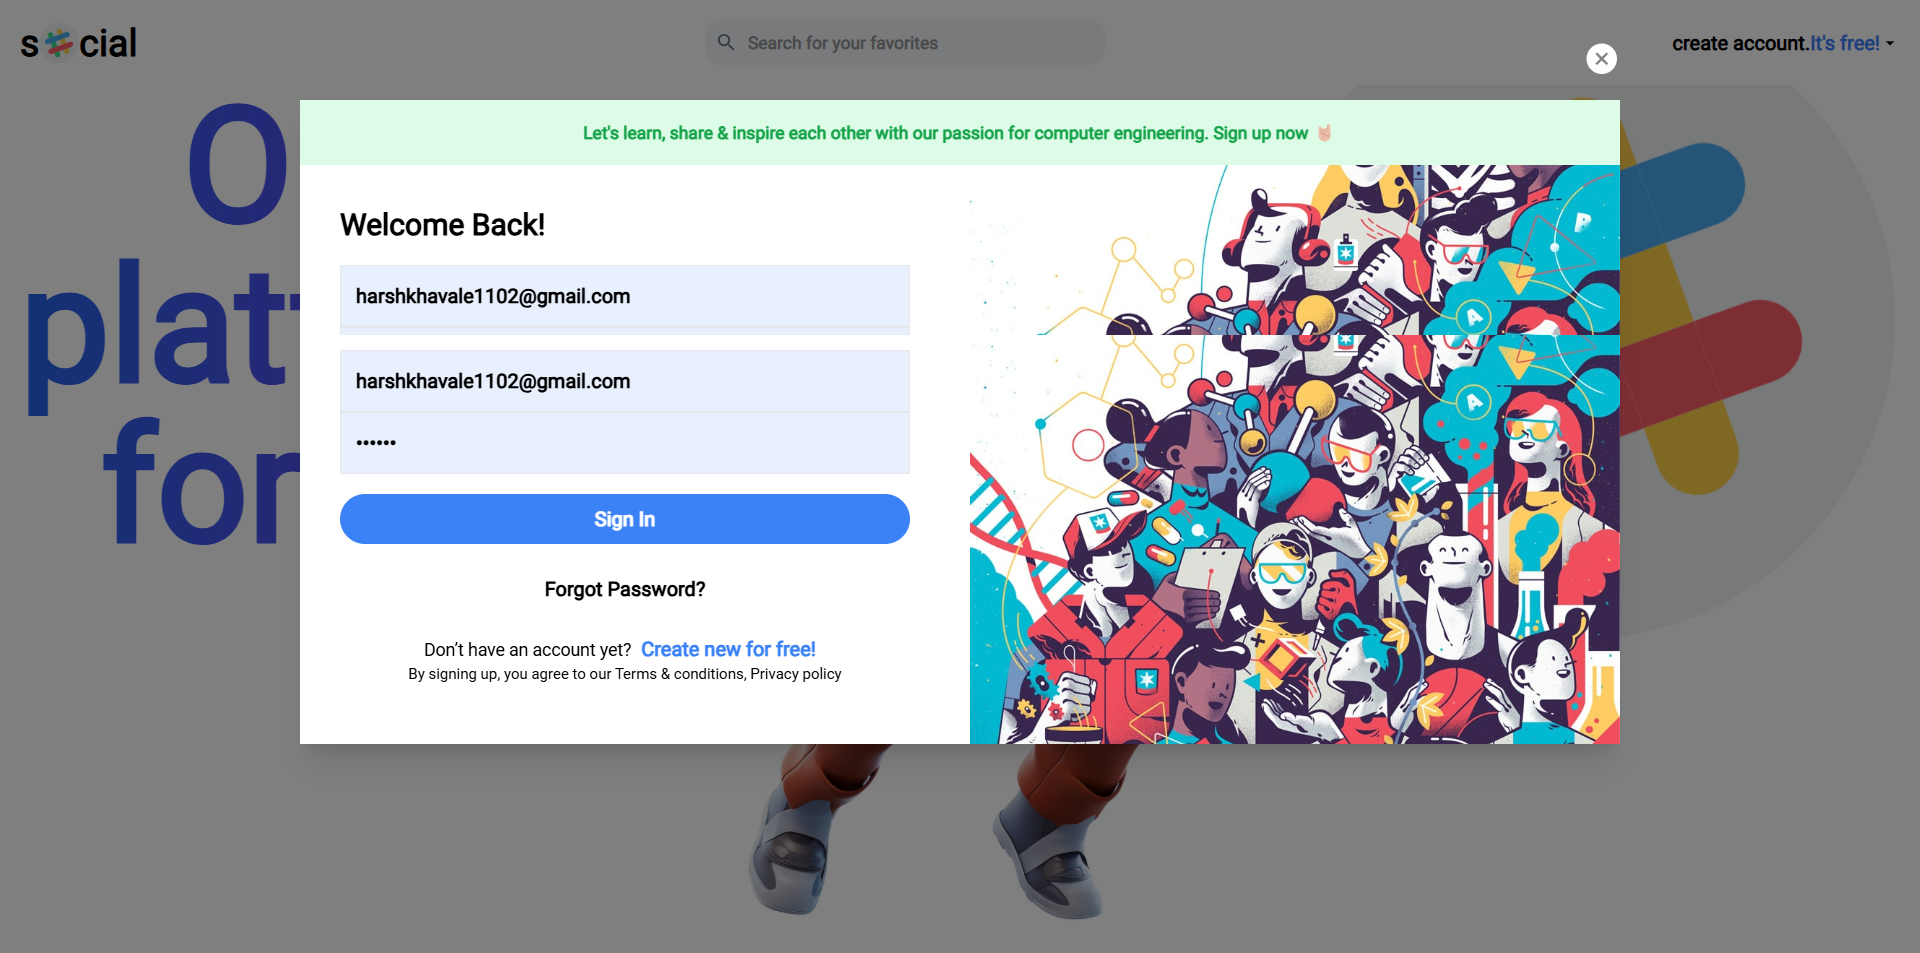 social
Search for your favorites
create account.It's free!
Let's learn, share & inspire each other with our passion for computer engineering. Sign up now 🤘🏻
O
plat
for
Welcome Back!
harshkhavale1102@gmail.com
harshkhavale1102@gmail.com
••••••
Sign In
Forgot Password?
Don't have an account yet? Create new for free!
By signing up, you agree to our Terms & conditions, Privacy policy
P
A
A